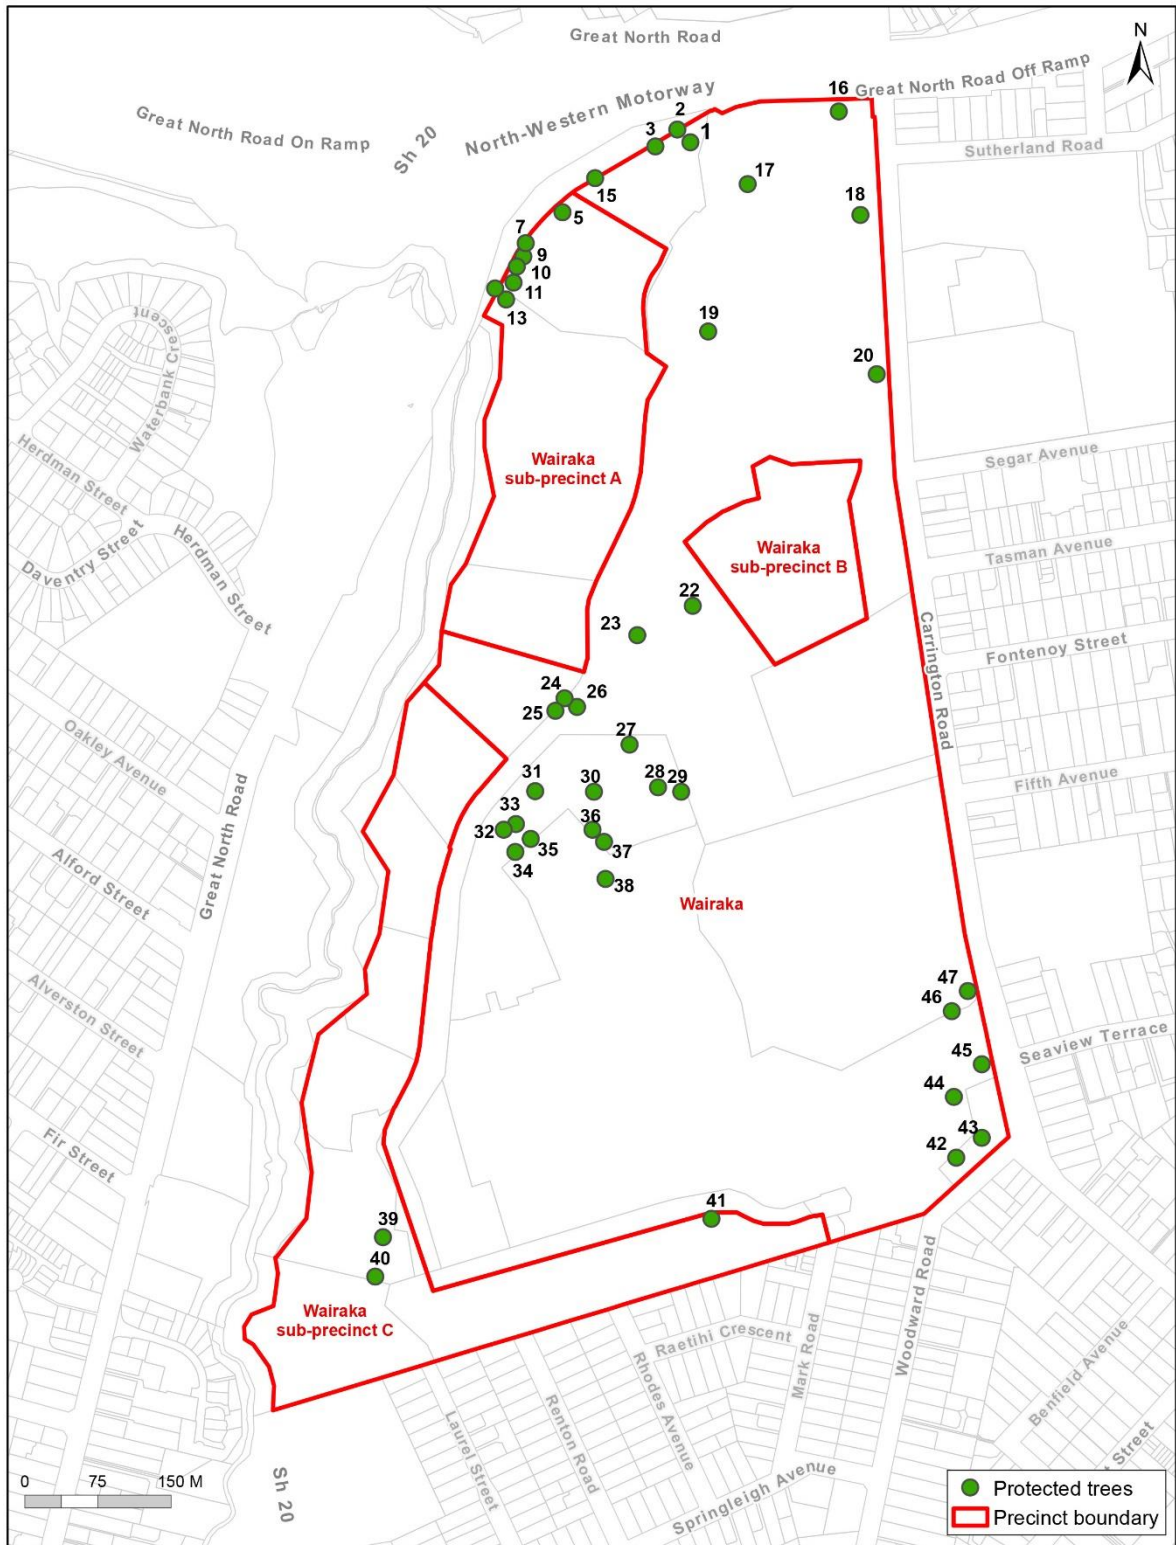 Great North Road
N
Great North Road Off Ramp
16
2
North-Western Motorway
Great North Road On Ramp
3
1
Sh 20
Sutherland Road
15
17
5
18
7
9
10
11
13
19
Waterbank Crescent
20
Herdman Street
Segar Avenue
Wairaka
sub-precinct A
Daventry Street
Herdman Street
Tasman Avenue
Wairaka
sub-precinct B
22
23
Carrington Road
Fontenoy Street
24
26
25
Oakley Avenue
27
Fifth Avenue
31
30
28
29
33
32
36
35
37
34
38
Great North Road
Alford Street
Wairaka
Alverston Street
47
46
Seaview Terrace
45
44
43
42
Fir Street
41
39
40
Wairaka
sub-precinct C
Woodward Road
Raetihi Crescent
Mark Road
Rhodes Avenue
Renton Road
Laurel Street
Benfield Avenue
Springleigh Avenue
Street
Sh 20
0 75 150 M
Protected trees
Precinct boundary